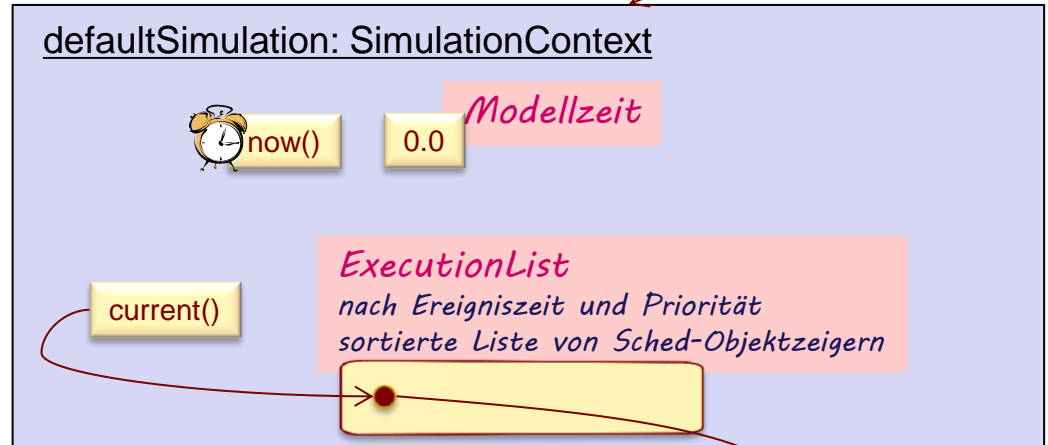 defaultSimulation: SimulationContext
Modellzeit
now()
0.0
ExecutionList
nach Ereigniszeit und Priorität
sortierte Liste von Sched-Objektzeigern
current()